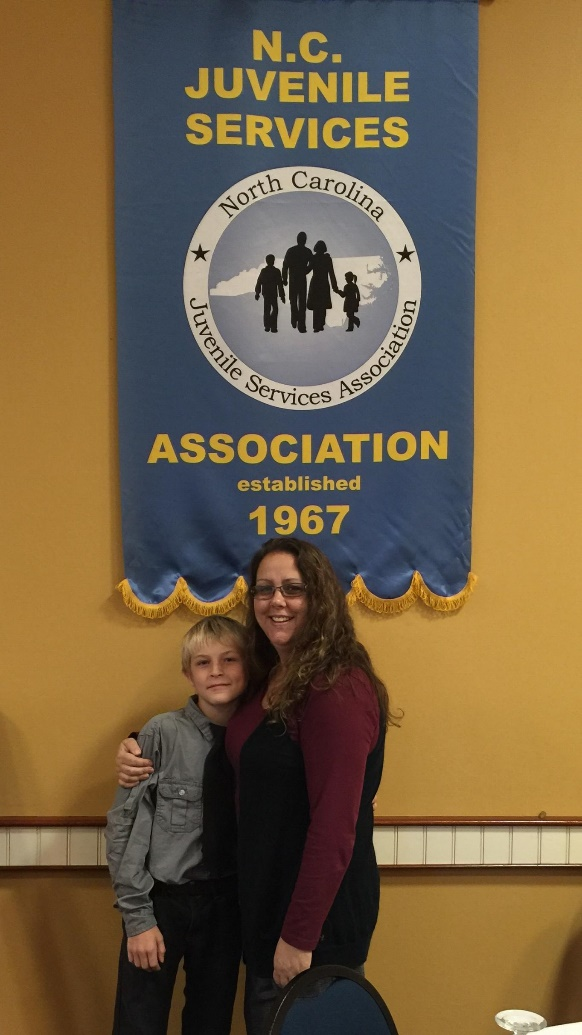 N.C.
JUVENILE
SERVICES
North Carolina
Juvenile Services Association
ASSOCIATION
established
1967